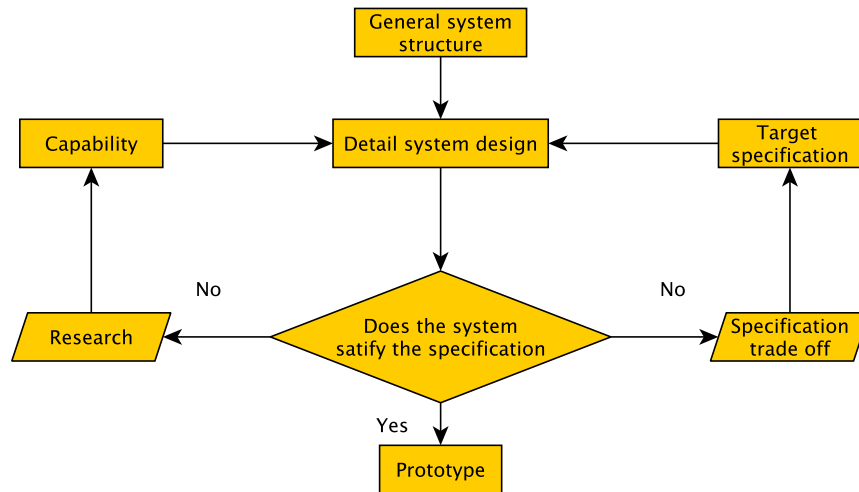 General system
structure
Capability
Detail system design
Target
specification
No
No
Research
Does the system
satify the specification
Specification
trade off
Yes
Prototype